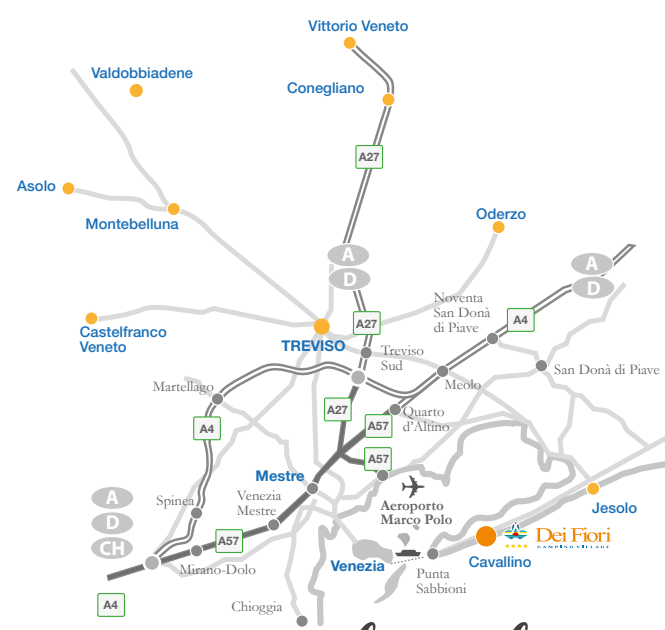 Vittorio Veneto
Valdobbiadene
Conegliano
A27
Asolo
Montebelluna
Oderzo
A
D
A
D
Noventa
San Donà
di Piave
A4
A27
Castelfranco
Veneto
TREVISO
Treviso
Sud
San Donà di Piave
Martellago
Meolo
A27
Quarto
d'Altino
A4
A57
A57
Mestre
A
D
CH
Spinea
Venezia
Mestre
Aeroporto
Marco Polo
Jesolo
A57
Dei Fiori
CAMPING VILLAGE
Mirano-Dolo
Venezia
Cavallino
Punta
Sabbioni
A4
Chioggia